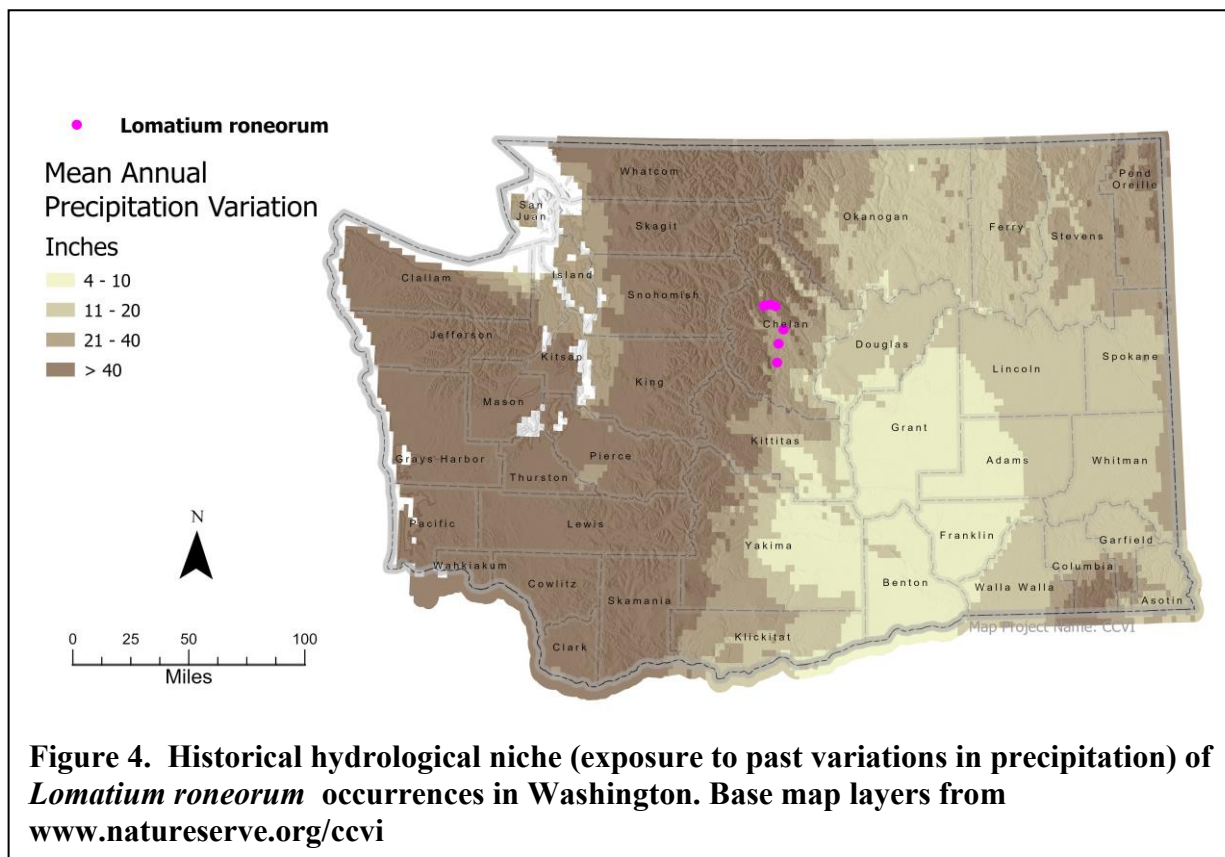 Lomatium roneorum
Mean Annual
Precipitation Variation
Inches
4 - 10
11 - 20
21 - 40
> 40
Whatcom
Pend
Oreille
San
Juan
Okanogan
Ferry
Skagit
Stevens
Island
Clallam
Snohomish
Chelan
Jefferson
Douglas
Kitsap
Spokane
Lincoln
King
Mason
Grant
Kittitas
Grays Harbor
Pierce
Adams
Whitman
Thurston
N
Pacific
Lewis
Franklin
Yakima
Garfield
Wahkiakum
Columbia
Cowlitz
Benton
Walla Walla
Skamania
Asotin
Map Project Name: CCVI
Klickitat
Clark
0 25 50 100
Miles
Figure 4. Historical hydrological niche (exposure to past variations in precipitation) of
Lomatium roneorum occurrences in Washington. Base map layers from
www.natureserve.org/ccvi